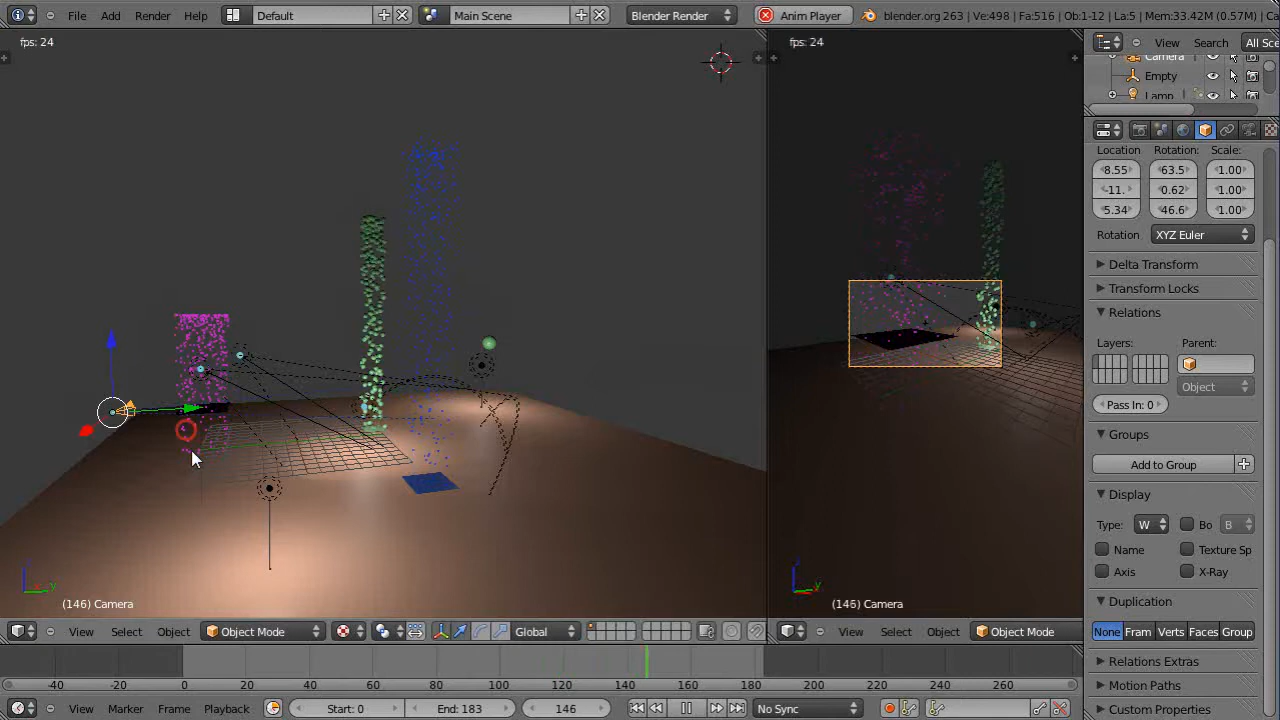 File Add Render Help Default Main Scene Blender Render Anim Player blender.org 263 | Ve:498 | Fa:516 | Ob:1-12 | La:5 | Mem:33.42M (0.57M) |
fps: 24
fps: 24
View Search All Sce
Camera
Empty
Lamp
Location Rotation: Scale:
8.55 63.5 1.00
-11. 0.62 1.00
5.34 46.6 1.00
Rotation XYZ Euler
Delta Transform
Transform Locks
Relations
Layers: Parent:
Object
Pass In: 0
Groups
Add to Group
Display
Type: W Bo B
Name Texture Sp
Axis X-Ray
Duplication
None Fram Verts Faces Group
Relations Extras
Motion Paths
Custom Properties
(146) Camera
(146) Camera
View Select Object Object Mode Global
View Select Object Object Mode
-40 -20 0 20 40 60 80 100 120 140 160 180 200 220 240 260
View Marker Frame Playback Start: 0 End: 183 146 No Sync